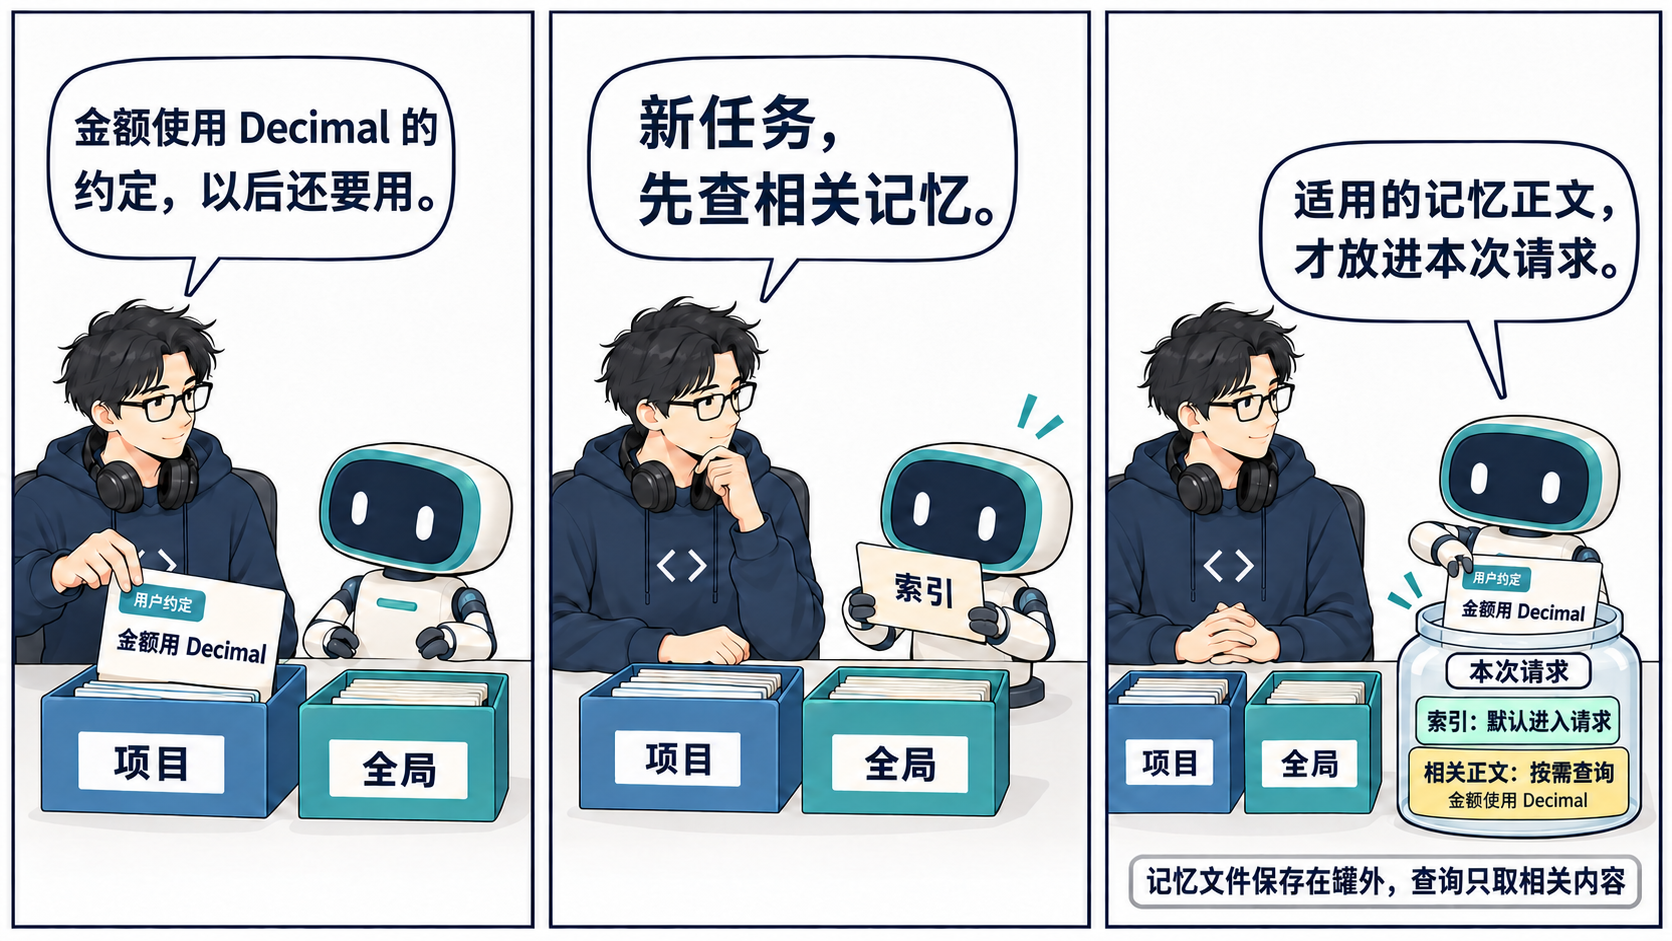 金额使用 Decimal 的
约定，以后还要用。
< >
用户约定
金额用 Decimal
项目
全局
新任务，
先查相关记忆。
< >
索引
项目
全局
适用的记忆正文，
才放进本次请求。
< >
用户约定
金额用 Decimal
本次请求
索引：默认进入请求
相关正文：按需查询
金额使用 Decimal
项目
全局
记忆文件保存在罐外，查询只取相关内容